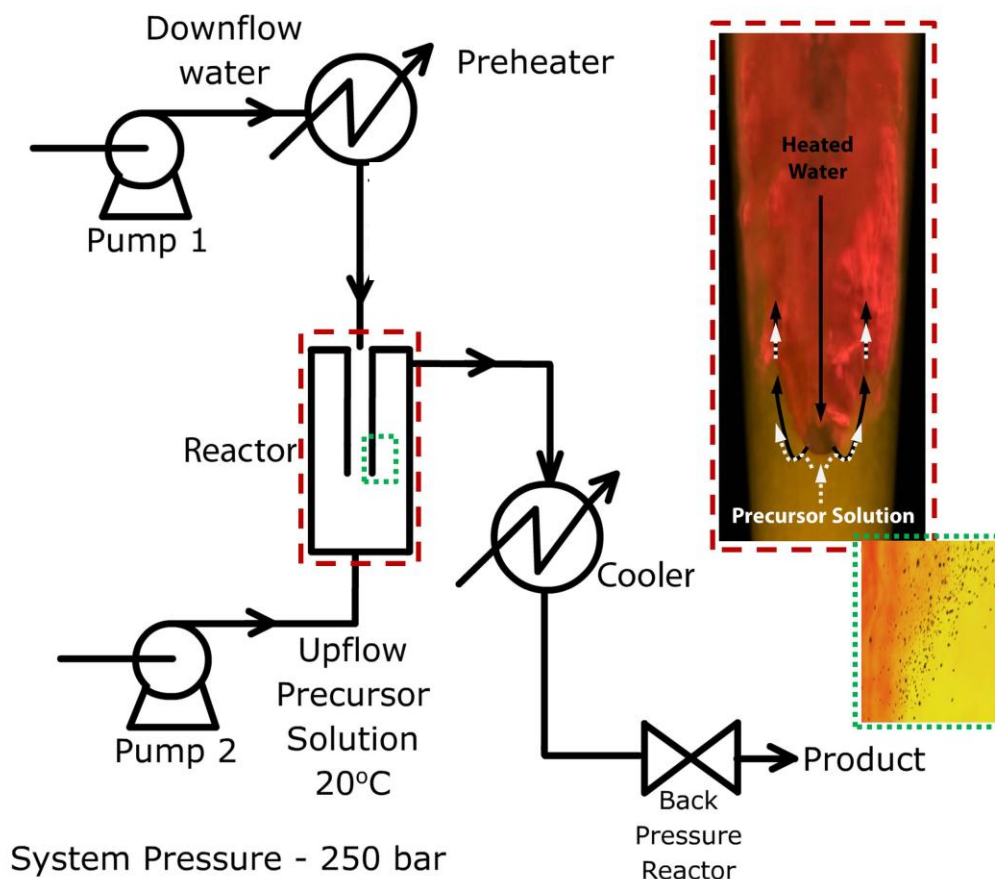 Downflow
water
Preheater
Pump 1
Heated
Water
Reactor
Precursor Solution
Cooler
Upflow
Precursor
Solution
20°C
Pump 2
Product
Back
Pressure
Reactor
System Pressure - 250 bar